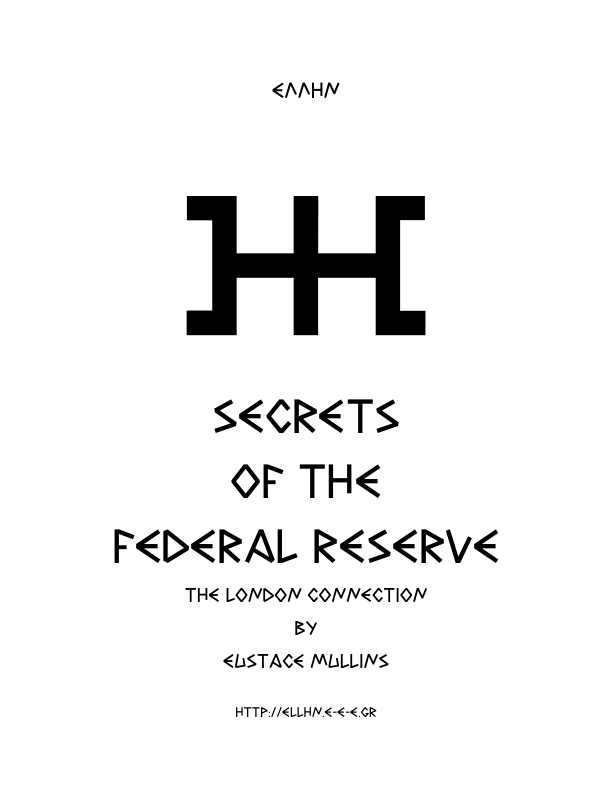 ΕΛΛΗΝ
SECRETS
OF THE
FEDERAL RESERVE
THE LONDON CONNECTION
BY
EUSTACE MULLINS
HTTP://ELLHN.E-E-E.GR